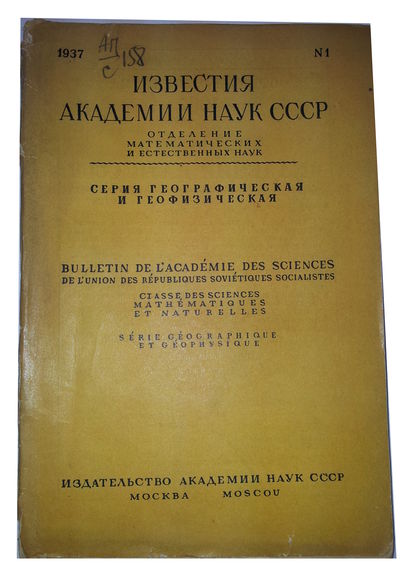 1937 N1
АП
С 158
ИЗВЕСТИЯ
АКАДЕМИИ НАУК СССР
ОТДЕЛЕНИЕ
МАТЕМАТИЧЕСКИХ
И ЕСТЕСТВЕННЫХ НАУК
СЕРИЯ ГЕОГРАФИЧЕСКАЯ
И ГЕОФИЗИЧЕСКАЯ
BULLETIN DE L'ACADÉMIE DES SCIENCES
DE L'UNION DES RÉPUBLIQUES SOVIÉTIQUES SOCIALISTES
CLASSE DES SCIENCES
MATHÉMATIQUES
ET NATURELLES
SÉRIE GÉOGRAPHIQUE
ET GÉOPHYSIQUE
ИЗДАТЕЛЬСТВО АКАДЕМИИ НАУК СССР
МОСКВА MOSCOU